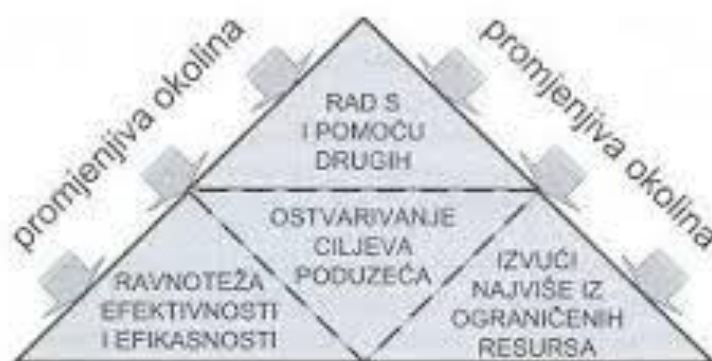 promjenjiva okolina
promjenjiva okolina
RAD S
I POMOĆU
DRUGIH
OSTVARIVANJE
CILJEVA
PODUZEĆA
RAVNOTEŽA
EFEKTIVNOSTI
I EFIKASNOSTI
IZVUĆI
NAJVIŠE IZ
OGRANIČENIH
RESURSA